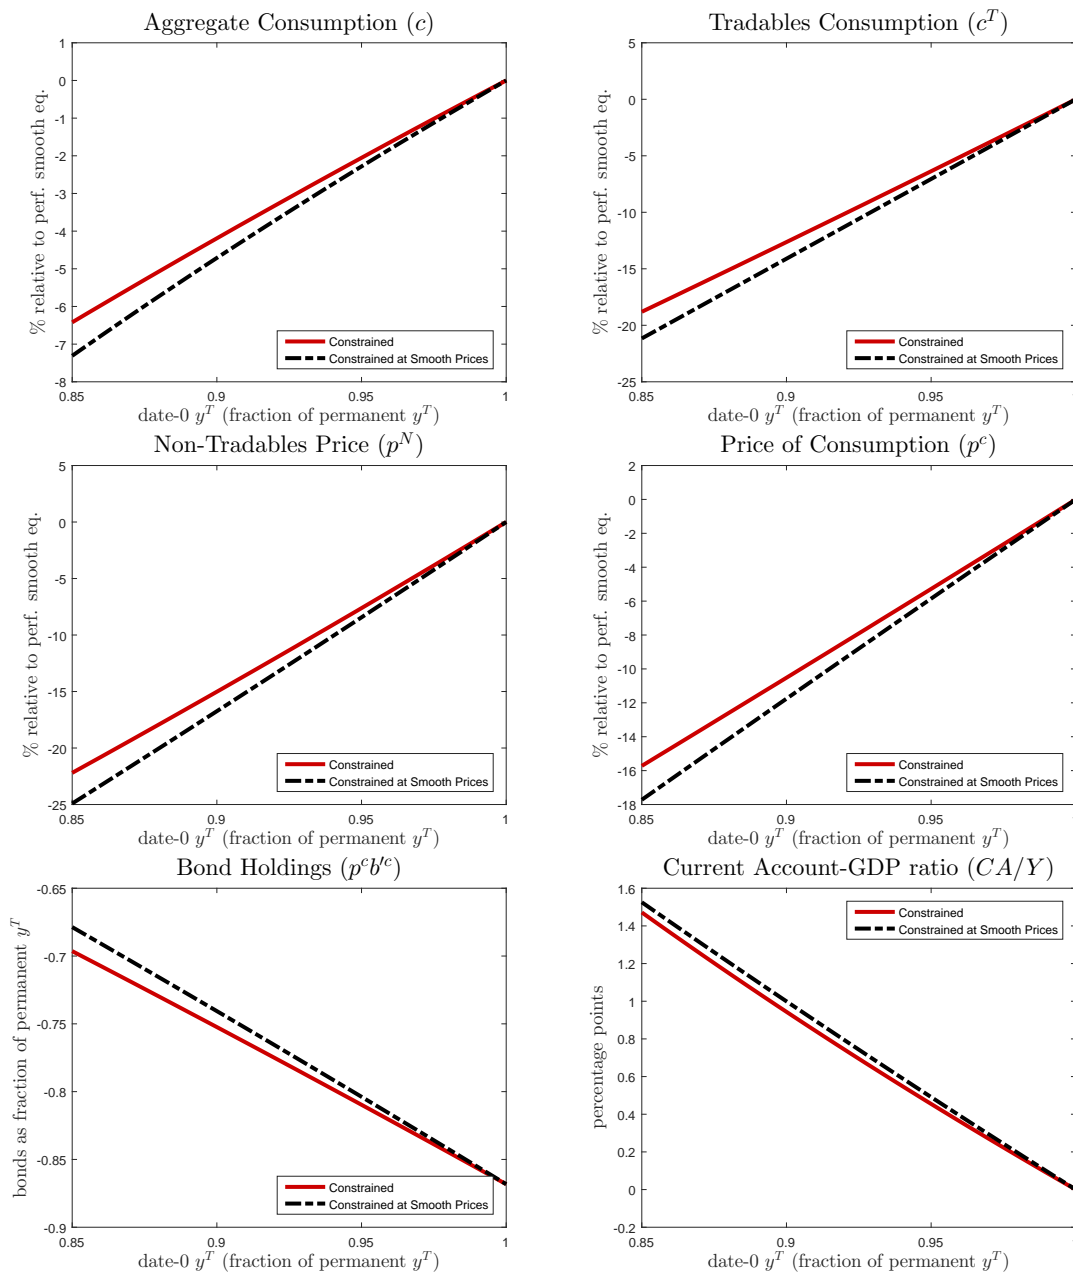 Aggregate Consumption (c)
% relative to perf. smooth eq.
1
0
-1
-2
-3
-4
-5
-6
-7
-8
0.85
0.9
0.95
1
Constrained
Constrained at Smooth Prices
date-0 y^T (fraction of permanent y^T)
Tradables Consumption (c^T)
% relative to perf. smooth eq.
5
0
-5
-10
-15
-20
-25
0.85
0.9
0.95
1
Constrained
Constrained at Smooth Prices
date-0 y^T (fraction of permanent y^T)
Non-Tradables Price (p^N)
% relative to perf. smooth eq.
5
0
-5
-10
-15
-20
-25
0.85
0.9
0.95
1
Constrained
Constrained at Smooth Prices
date-0 y^T (fraction of permanent y^T)
Price of Consumption (p^c)
% relative to perf. smooth eq.
2
0
-2
-4
-6
-8
-10
-12
-14
-16
-18
0.85
0.9
0.95
1
Constrained
Constrained at Smooth Prices
date-0 y^T (fraction of permanent y^T)
Bond Holdings (p^c b'^c)
bonds as fraction of permanent y^T
-0.65
-0.7
-0.75
-0.8
-0.85
-0.9
0.85
0.9
0.95
1
Constrained
Constrained at Smooth Prices
date-0 y^T (fraction of permanent y^T)
Current Account-GDP ratio (CA/Y)
percentage points
1.6
1.4
1.2
1
0.8
0.6
0.4
0.2
0
-0.2
0.85
0.9
0.95
1
Constrained
Constrained at Smooth Prices
date-0 y^T (fraction of permanent y^T)